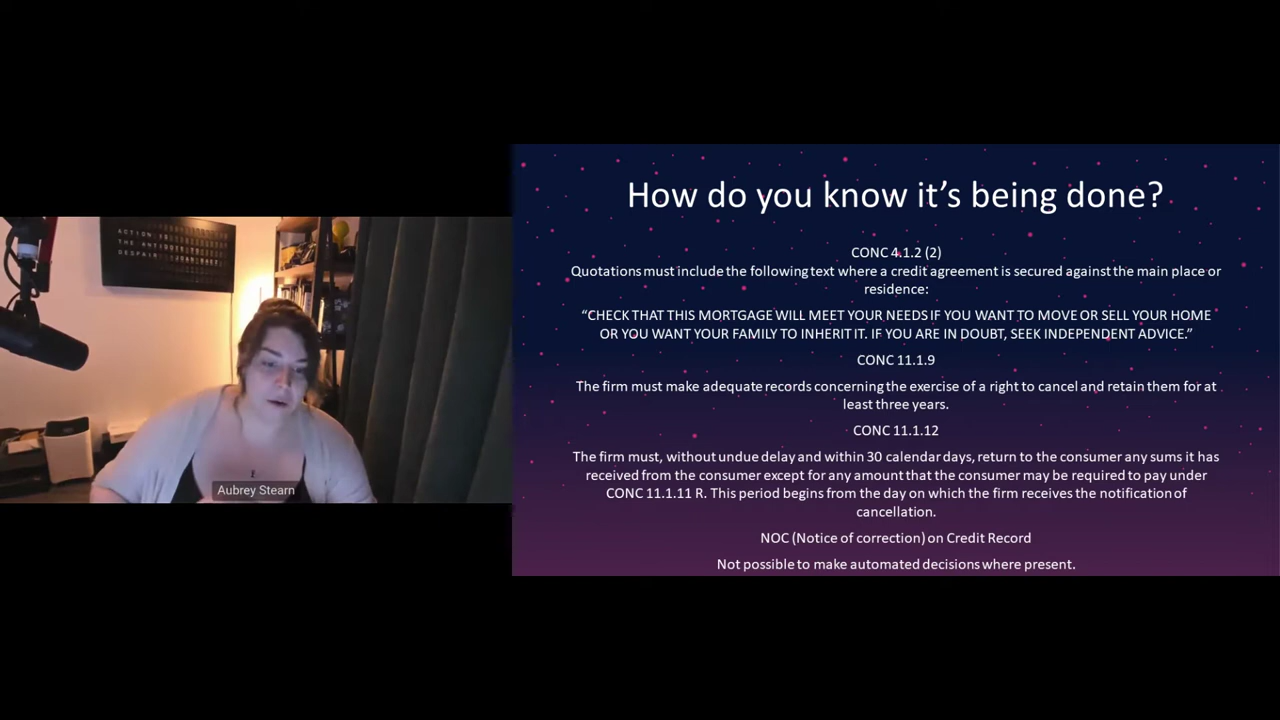 ACTION IS
THE ANTIDOTE TO
DESPAIR
Aubrey Stearn
How do you know it’s being done?
CONC 4.1.2 (2)
Quotations must include the following text where a credit agreement is secured against the main place or
residence:
“CHECK THAT THIS MORTGAGE WILL MEET YOUR NEEDS IF YOU WANT TO MOVE OR SELL YOUR HOME
OR YOU WANT YOUR FAMILY TO INHERIT IT. IF YOU ARE IN DOUBT, SEEK INDEPENDENT ADVICE.”
CONC 11.1.9
The firm must make adequate records concerning the exercise of a right to cancel and retain them for at
least three years.
CONC 11.1.12
The firm must, without undue delay and within 30 calendar days, return to the consumer any sums it has
received from the consumer except for any amount that the consumer may be required to pay under
CONC 11.1.11 R. This period begins from the day on which the firm receives the notification of
cancellation.
NOC (Notice of correction) on Credit Record
Not possible to make automated decisions where present.